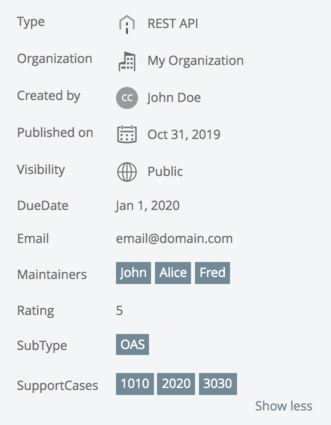 Type REST API
Organization My Organization
Created by CC John Doe
Published on Oct 31, 2019
Visibility Public
DueDate Jan 1, 2020
Email email@domain.com
Maintainers John Alice Fred
Rating 5
SubType OAS
SupportCases 1010 2020 3030
Show less